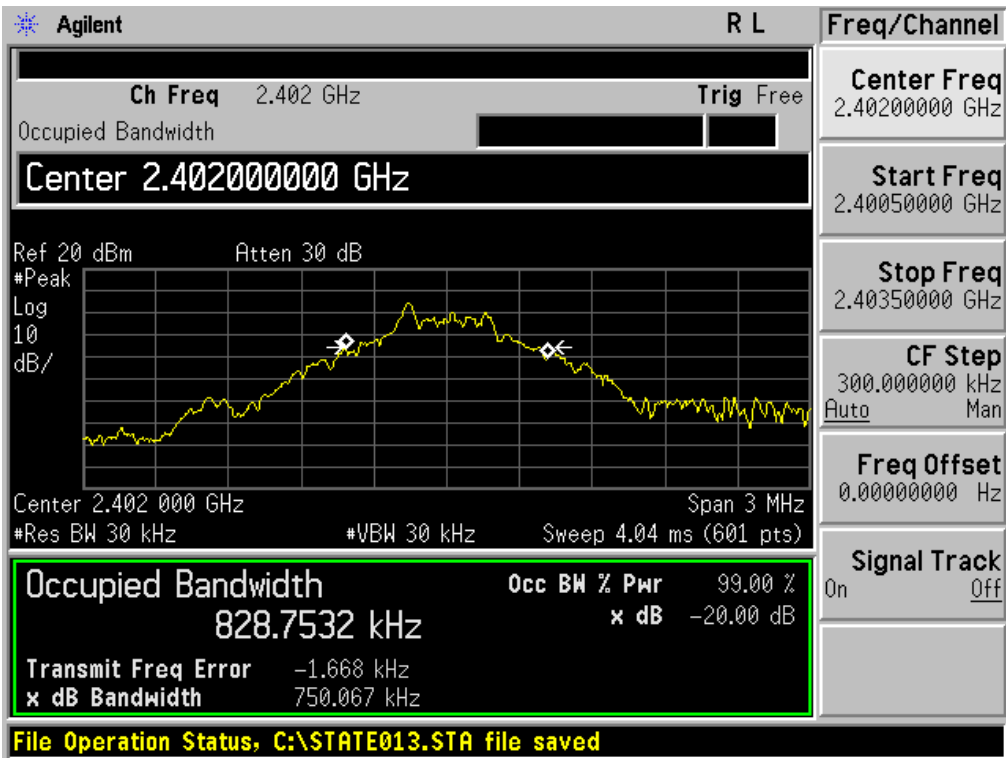 Agilent
R L
Freq/Channel
Ch Freq 2.402 GHz
Trig Free
Occupied Bandwidth
Center 2.402000000 GHz
Ref 20 dBm
Atten 30 dB
#Peak
Log
10
dB/
Center 2.402 000 GHz
Span 3 MHz
#Res BW 30 kHz
#VBW 30 kHz
Sweep 4.04 ms (601 pts)
Occupied Bandwidth
828.7532 kHz
Occ BW % Pwr 99.00 %
x dB -20.00 dB
Transmit Freq Error -1.668 kHz
x dB Bandwidth 750.067 kHz
File Operation Status, C:\STATE013.STA file saved
Center Freq
2.40200000 GHz
Start Freq
2.40050000 GHz
Stop Freq
2.40350000 GHz
CF Step
300.000000 kHz
Auto Man
Freq Offset
0.00000000 Hz
Signal Track
On Off